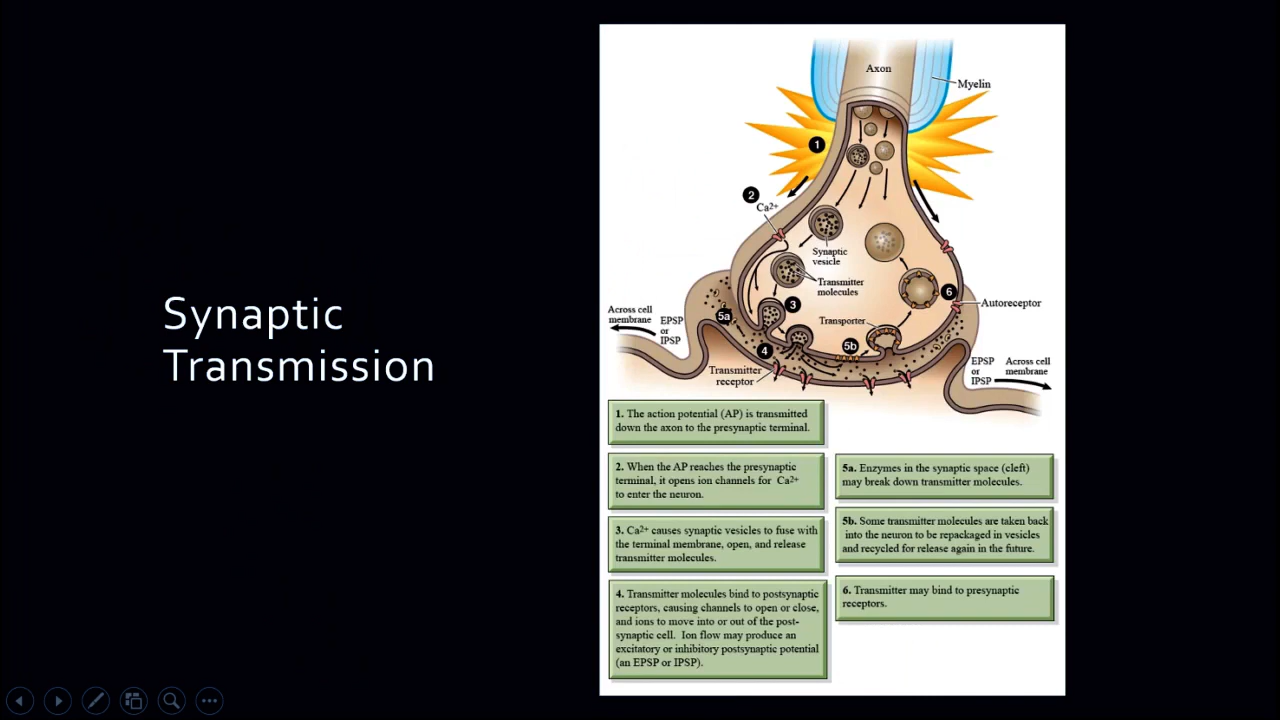 Synaptic
Transmission
Axon
Myelin
1
2
Ca2+
Synaptic
vesicle
Transmitter
molecules
3
6
Autoreceptor
Across cell
membrane
EPSP
or
IPSP
5a
Transporter
4
5b
Transmitter
receptor
EPSP
or
IPSP
Across cell
membrane
1. The action potential (AP) is transmitted
down the axon to the presynaptic terminal.
2. When the AP reaches the presynaptic
terminal, it opens ion channels for Ca2+
to enter the neuron.
3. Ca2+ causes synaptic vesicles to fuse with
the terminal membrane, open, and release
transmitter molecules.
4. Transmitter molecules bind to postsynaptic
receptors, causing channels to open or close,
and ions to move into or out of the post-
synaptic cell. Ion flow may produce an
excitatory or inhibitory postsynaptic potential
(an EPSP or IPSP).
5a. Enzymes in the synaptic space (cleft)
may break down transmitter molecules.
5b. Some transmitter molecules are taken back
into the neuron to be repackaged in vesicles
and recycled for release again in the future.
6. Transmitter may bind to presynaptic
receptors.